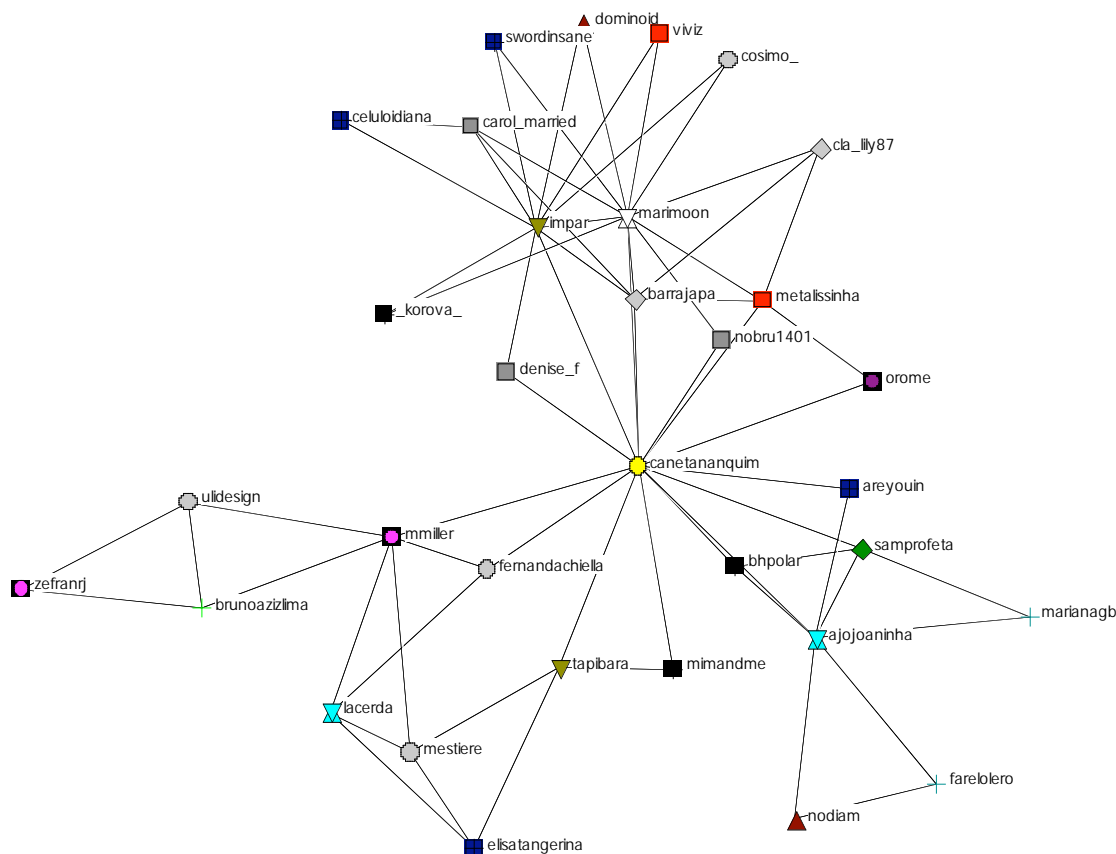 dominoid
viviz
swordinsane
cosimo_
celuloidiana
carol_married
cla_lily87
impar
marimoon
barrajapa
metalissinha
_korova_
nobru1401
denise_f
orome
canetananquim
areyouin
ulidesign
mmiller
samprofeta
bhpolar
fernandachiella
zefranrj
brunoazizlima
marianagb
ajojoaninha
tapibara
mimandme
lacerda
mestiere
farelolero
nodiam
elisatangerina